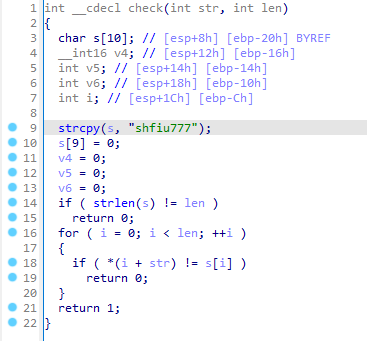 1 int __cdecl check(int str, int len)
2 {
3   char s[10]; // [esp+8h] [ebp-20h] BYREF
4   __int16 v4; // [esp+12h] [ebp-16h]
5   int v5; // [esp+14h] [ebp-14h]
6   int v6; // [esp+18h] [ebp-10h]
7   int i; // [esp+1Ch] [ebp-Ch]
8
9   strcpy(s, "shfiu777");
10   s[9] = 0;
11   v4 = 0;
12   v5 = 0;
13   v6 = 0;
14   if ( strlen(s) != len )
15     return 0;
16   for ( i = 0; i < len; ++i )
17   {
18     if ( *(i + str) != s[i] )
19       return 0;
20   }
21   return 1;
22 }